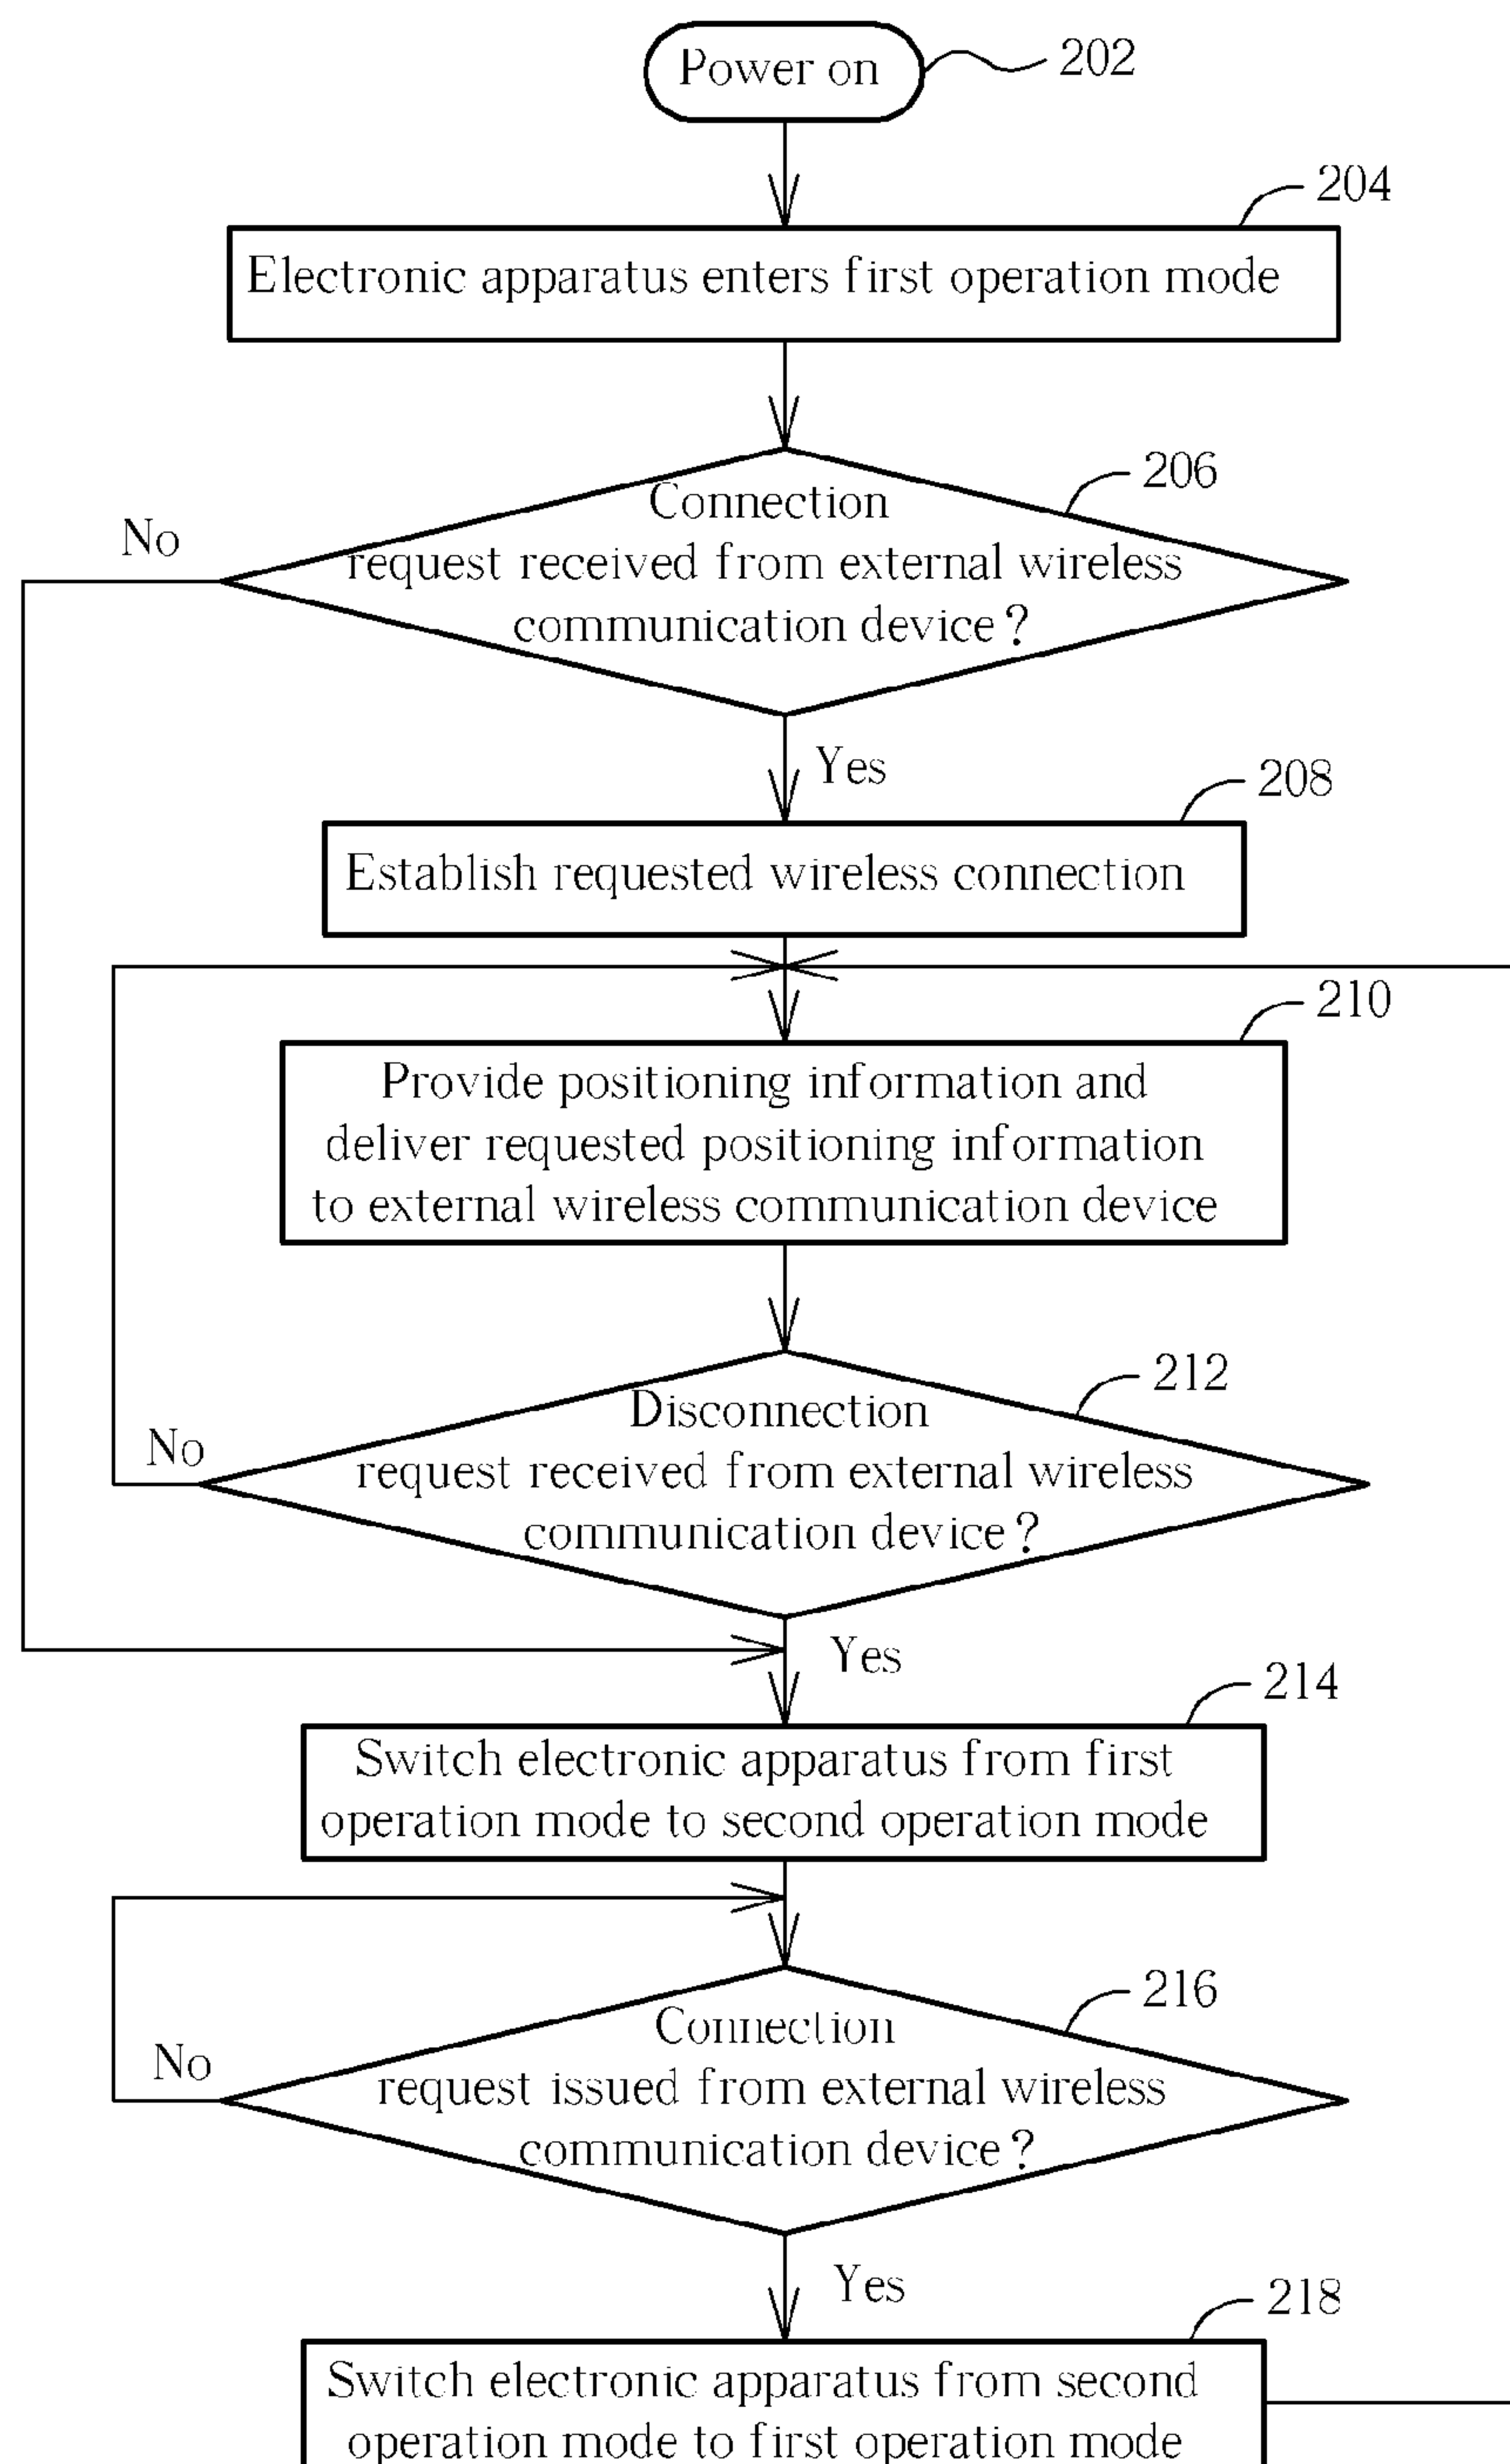 Power on
202
204
Electronic apparatus enters first operation mode
206
Connection
request received from external wireless
communication device?
No
Yes
208
Establish requested wireless connection
210
Provide positioning information and
deliver requested positioning information
to external wireless communication device
212
Disconnection
request received from external wireless
communication device?
No
Yes
214
Switch electronic apparatus from first
operation mode to second operation mode
216
Connection
request issued from external wireless
communication device?
No
Yes
218
Switch electronic apparatus from second
operation mode to first operation mode